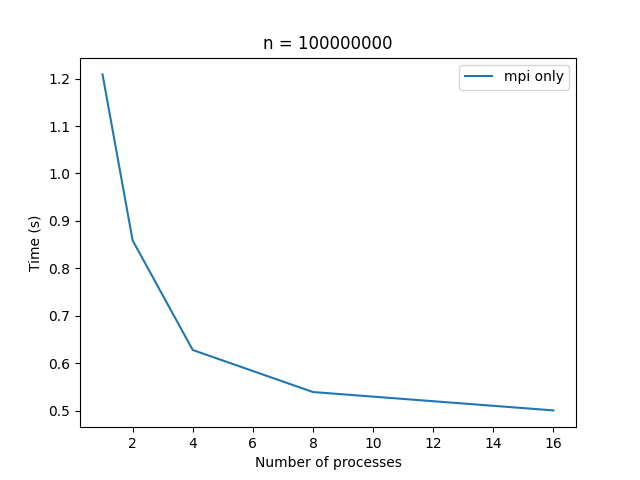 n = 100000000
mpi only
Time (s)
1.2
1.1
1.0
0.9
0.8
0.7
0.6
0.5
2 4 6 8 10 12 14 16
Number of processes